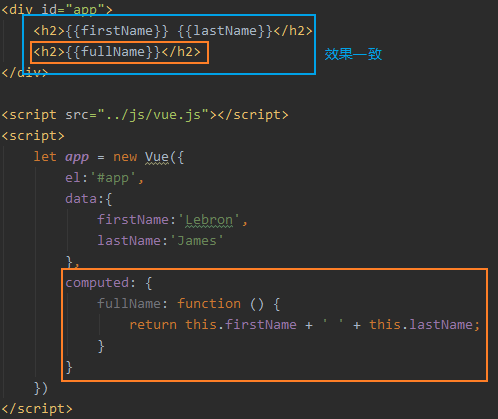 <div id="app">
<h2>{{firstName}} {{lastName}}</h2>
<h2>{{fullName}}</h2>
效果一致
</div>
<script src="../js/vue.js"></script>
<script>
let app = new Vue({
el:'#app',
data:{
firstName:'Lebron',
lastName:'James'
},
computed: {
fullName: function () {
return this.firstName + ' ' + this.lastName;
}
}
})
</script>